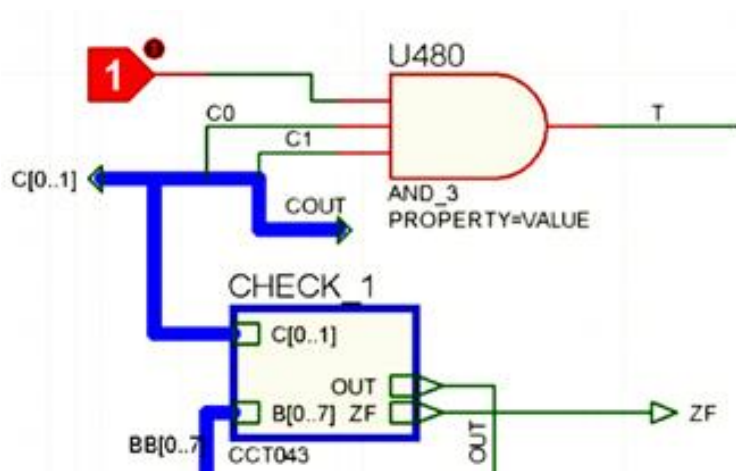 U480
1
C0
C1
T
C[0..1]
COUT
AND_3
PROPERTY=VALUE
CHECK_1
C[0..1]
OUT
B[0..7] ZF
ZF
BB[0..7]
OUT
CCT043